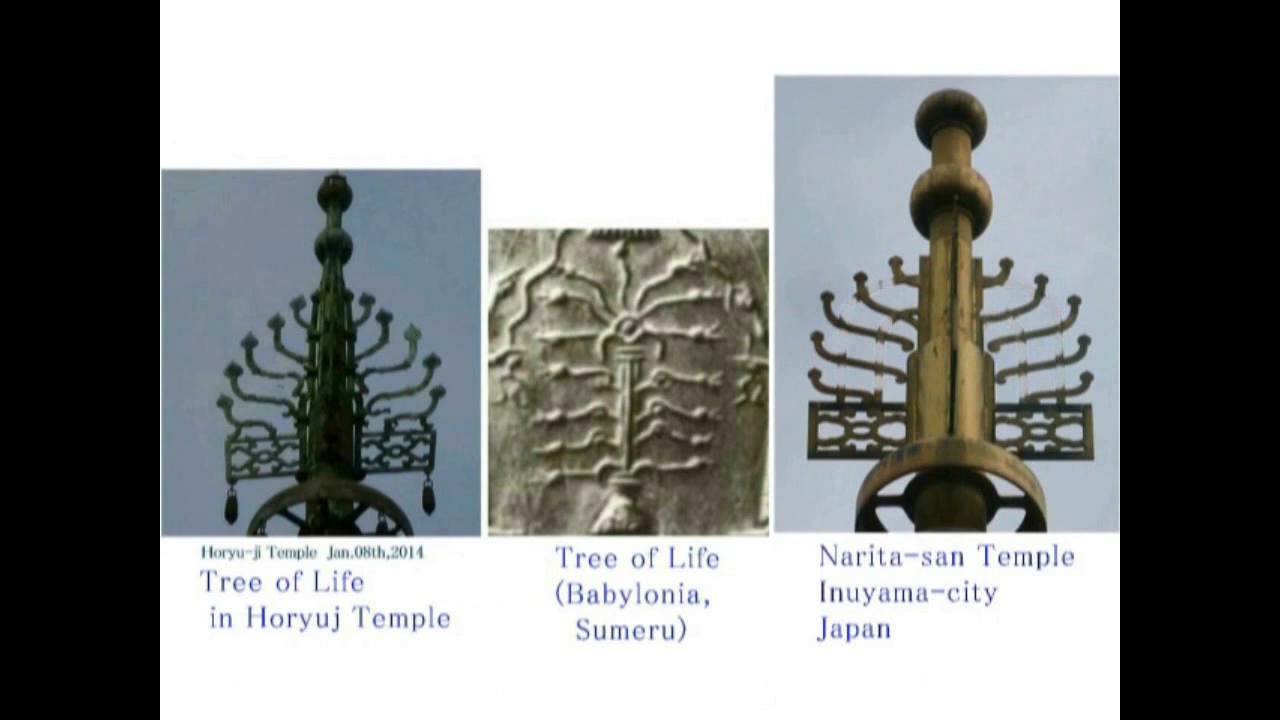 Horyu-ji Temple Jan.08th,2014
Tree of Life
in Horyuj Temple
Tree of Life
(Babylonia,
Sumeru)
Narita-san Temple
Inuyama-city
Japan